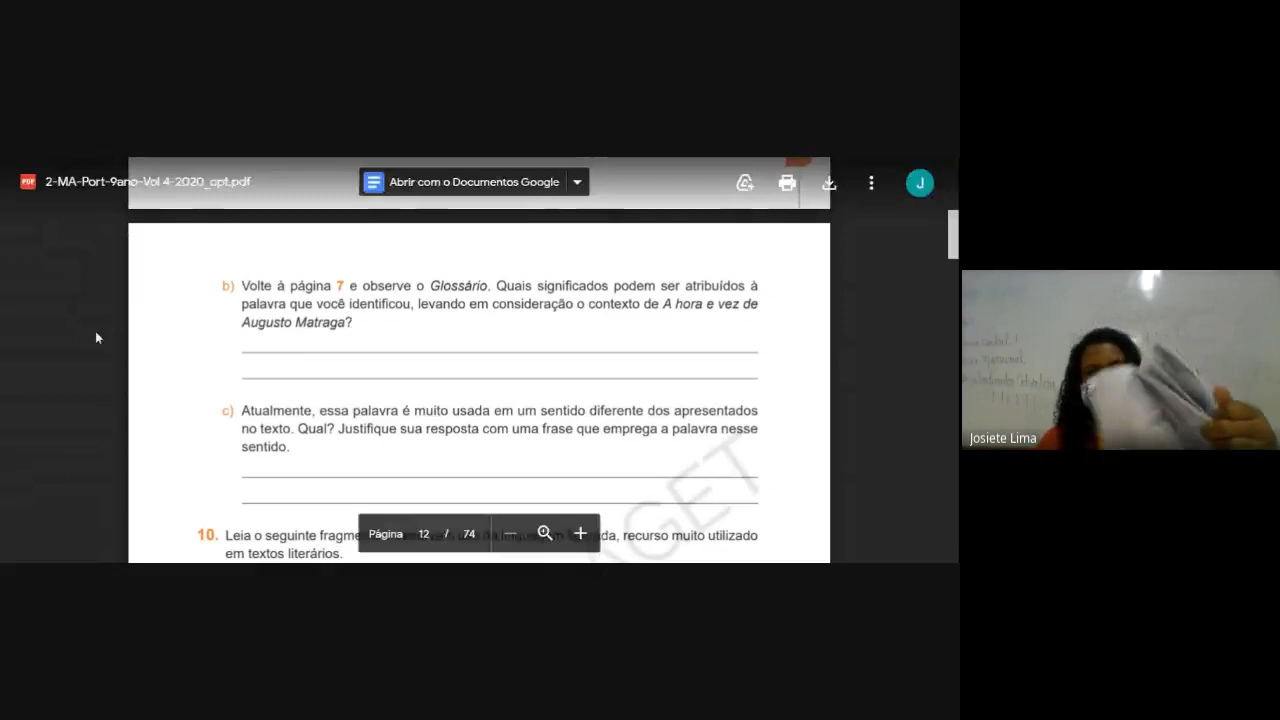 2-MA-Port-9ano-Vol 4-2020_opt.pdf
Abrir com o Documentos Google
J
b) Volte à página 7 e observe o Glossário. Quais significados podem ser atribuídos à
palavra que você identificou, levando em consideração o contexto de A hora e vez de
Augusto Matraga?
c) Atualmente, essa palavra é muito usada em um sentido diferente dos apresentados
no texto. Qual? Justifique sua resposta com uma frase que emprega a palavra nesse
sentido.
10. Leia o seguinte fragme
recurso muito utilizado
em textos literários.
Página 12 / 74
Josiete Lima